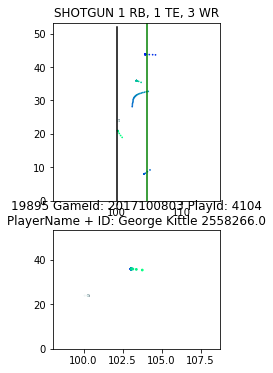 SHOTGUN 1 RB, 1 TE, 3 WR
50
40
30
20
10
0
100 110
19895 GameId: 2017100803 PlayId: 4104
PlayerName + ID: George Kittle 2558266.0
40
20
0
100.0 102.5 105.0 107.5